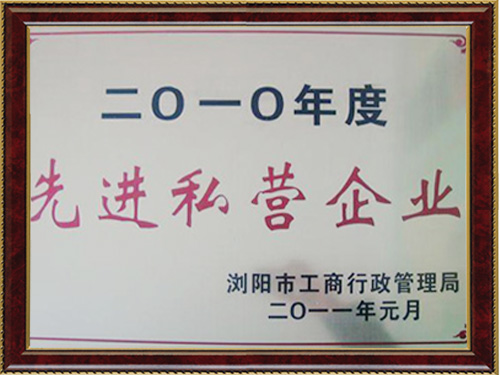 二〇一〇年度
先进私营企业
浏阳市工商行政管理局
二〇一一年元月